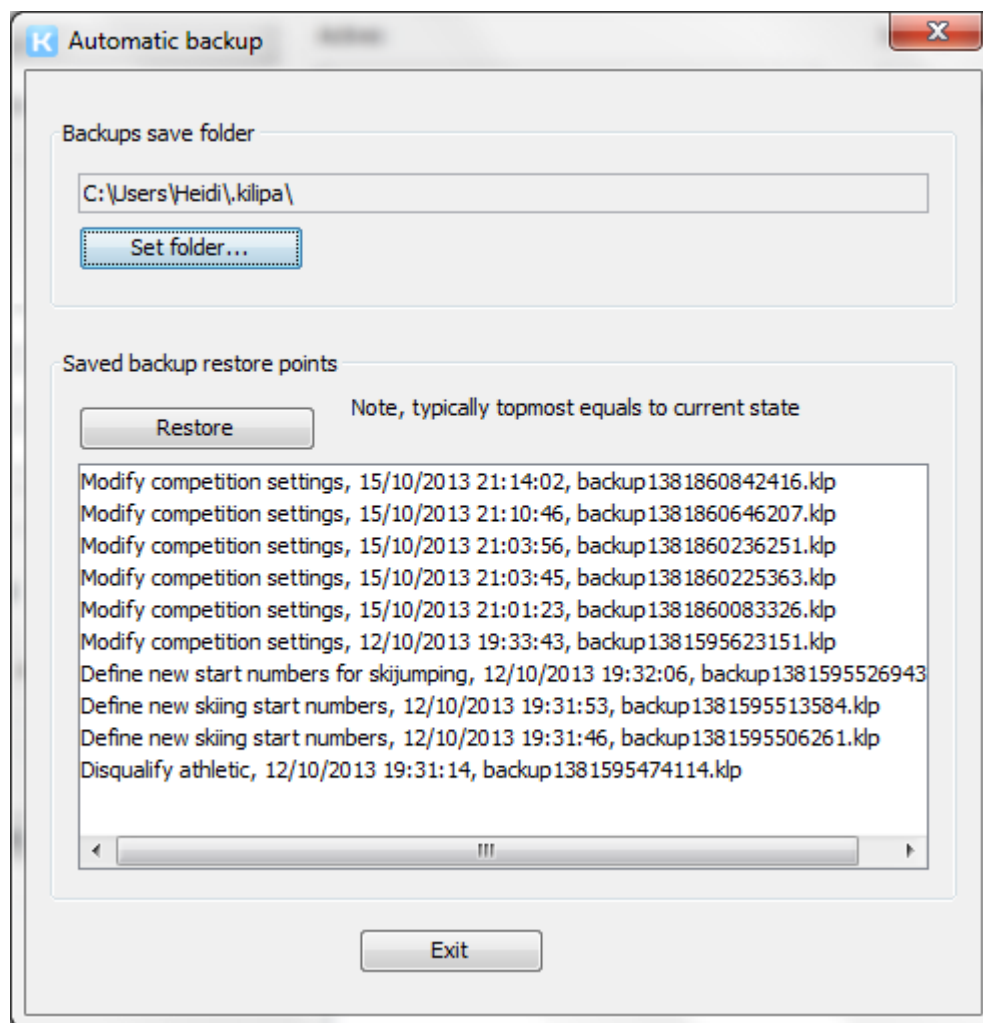 K Automatic backup
Backups save folder
C:\Users\Heidi\.kilipa\
Set folder...
Saved backup restore points
Restore
Note, typically topmost equals to current state
Modify competition settings, 15/10/2013 21:14:02, backup1381860842416.klp
Modify competition settings, 15/10/2013 21:10:46, backup1381860646207.klp
Modify competition settings, 15/10/2013 21:03:56, backup1381860236251.klp
Modify competition settings, 15/10/2013 21:03:45, backup1381860225363.klp
Modify competition settings, 15/10/2013 21:01:23, backup1381860083326.klp
Modify competition settings, 12/10/2013 19:33:43, backup1381595623151.klp
Define new start numbers for skijumping, 12/10/2013 19:32:06, backup1381595526943
Define new skiing start numbers, 12/10/2013 19:31:53, backup1381595513584.klp
Define new skiing start numbers, 12/10/2013 19:31:46, backup1381595506261.klp
Disqualify athletic, 12/10/2013 19:31:14, backup1381595474114.klp
Exit